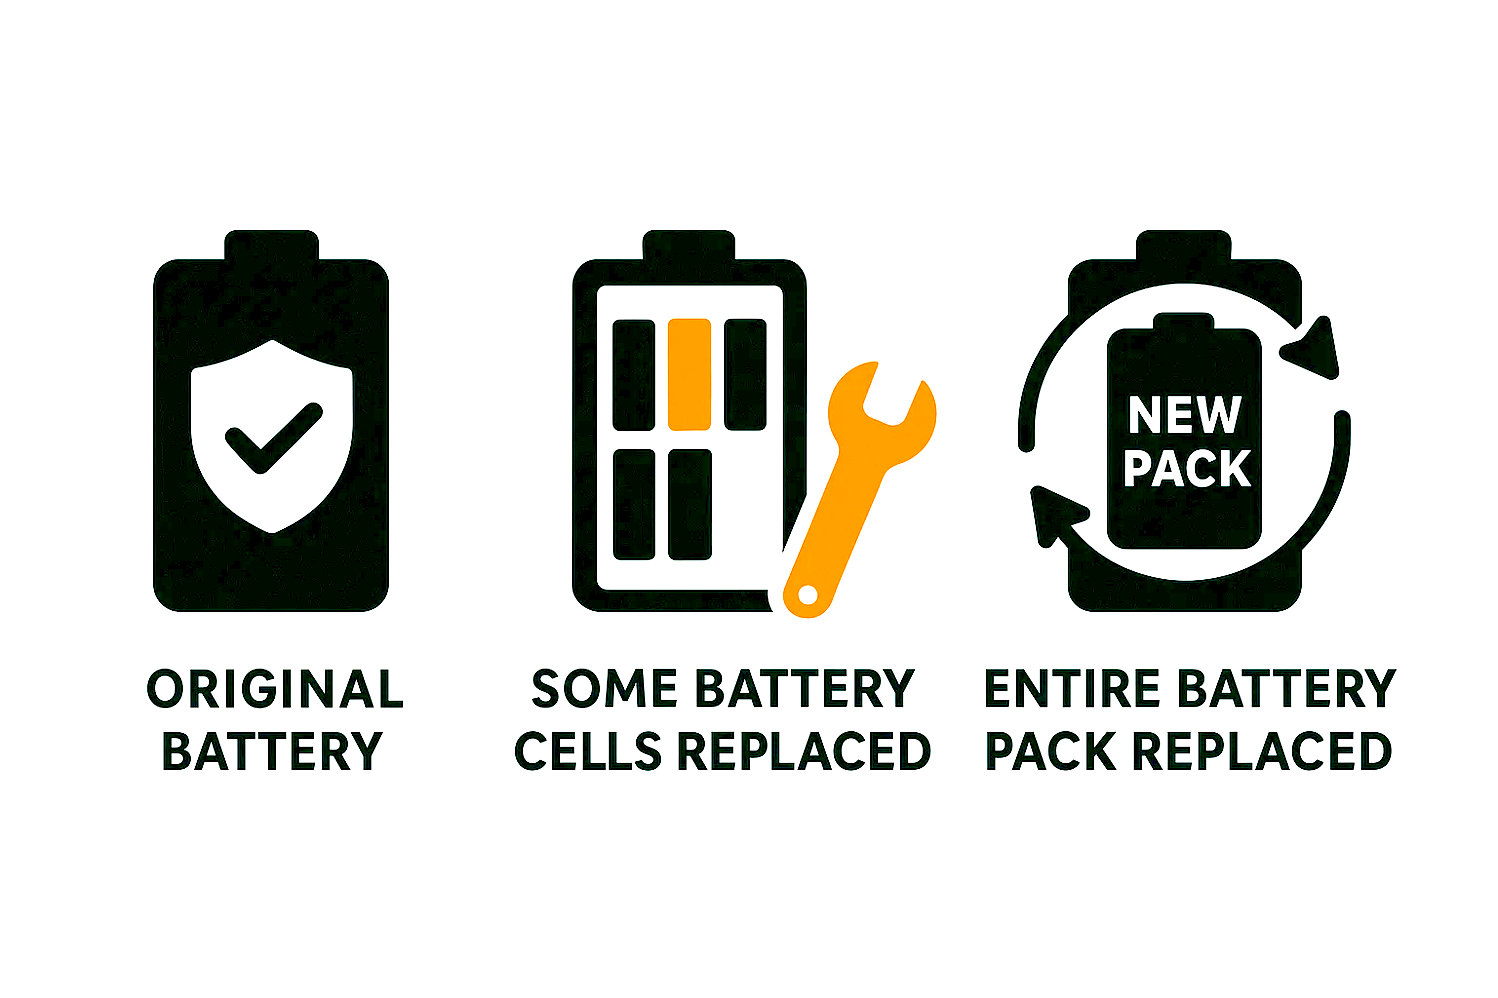 NEW
PACK
ORIGINAL
BATTERY
SOME BATTERY
CELLS REPLACED
ENTIRE BATTERY
PACK REPLACED